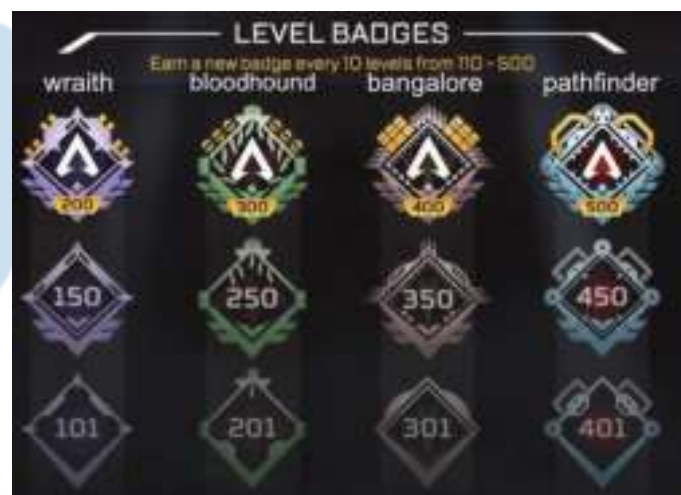 LEVEL BADGES
Earn a new badge every 10 levels from 110 - 500
wraith bloodhound bangalore pathfinder
200 300 400 500
150 250 350 450
101 201 301 401